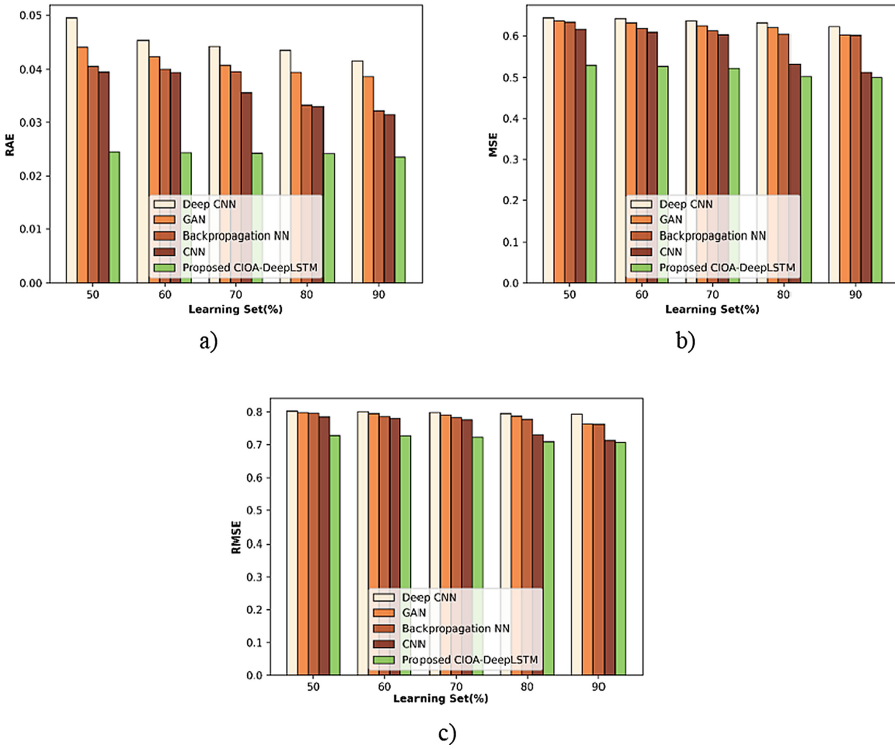 0.05
0.04
0.03
0.02
0.01
0.00
RAE
Deep CNN
GAN
Backpropagation NN
CNN
Proposed CIOA-DeepLSTM
50 60 70 80 90
Learning Set(%)
a)
0.6
0.5
0.4
0.3
0.2
0.1
0.0
MSE
Deep CNN
GAN
Backpropagation NN
CNN
Proposed CIOA-DeepLSTM
50 60 70 80 90
Learning Set(%)
b)
0.8
0.7
0.6
0.5
0.4
0.3
0.2
0.1
0.0
RMSE
Deep CNN
GAN
Backpropagation NN
CNN
Proposed CIOA-DeepLSTM
50 60 70 80 90
Learning Set(%)
c)